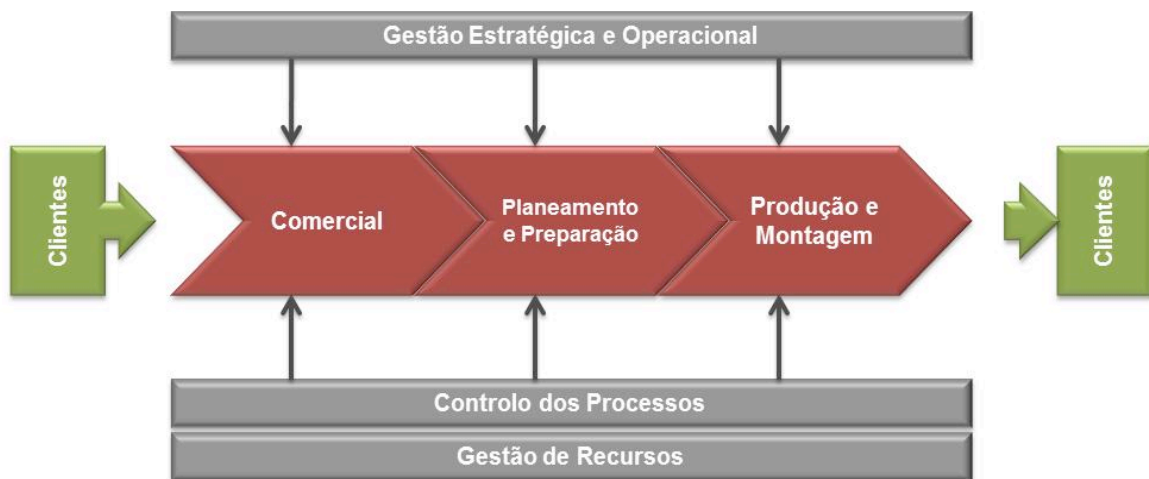 Gestão Estratégica e Operacional
Clientes
Comercial
Planeamento
e Preparação
Produção e
Montagem
Clientes
Controlo dos Processos
Gestão de Recursos